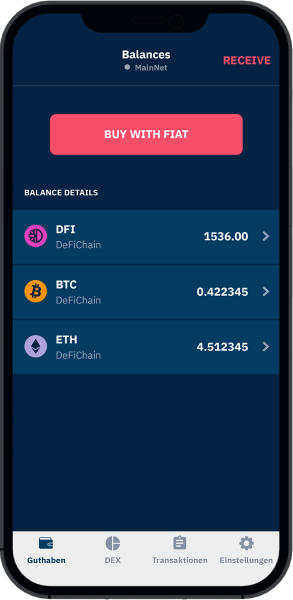 Balances
MainNet
RECEIVE
BUY WITH FIAT
BALANCE DETAILS
DFI
DeFiChain
1536.00
BTC
DeFiChain
0.422345
ETH
DeFiChain
4.512345
Guthaben DEX Transaktionen Einstellungen